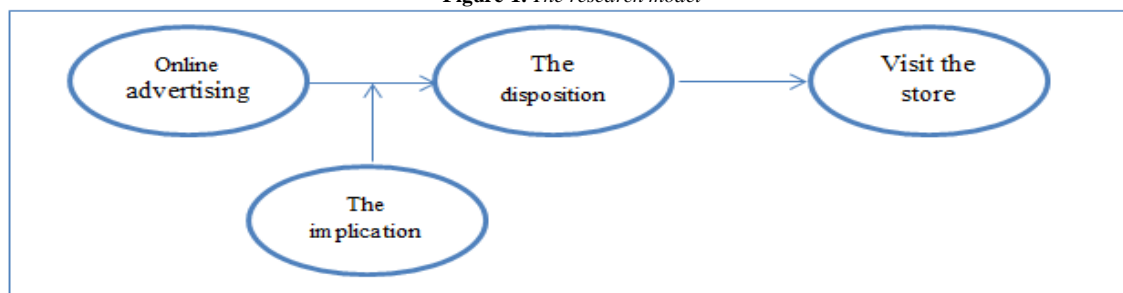 Figure 1. The research model
Online
advertising
The
disposition
Visit the
store
The
implication